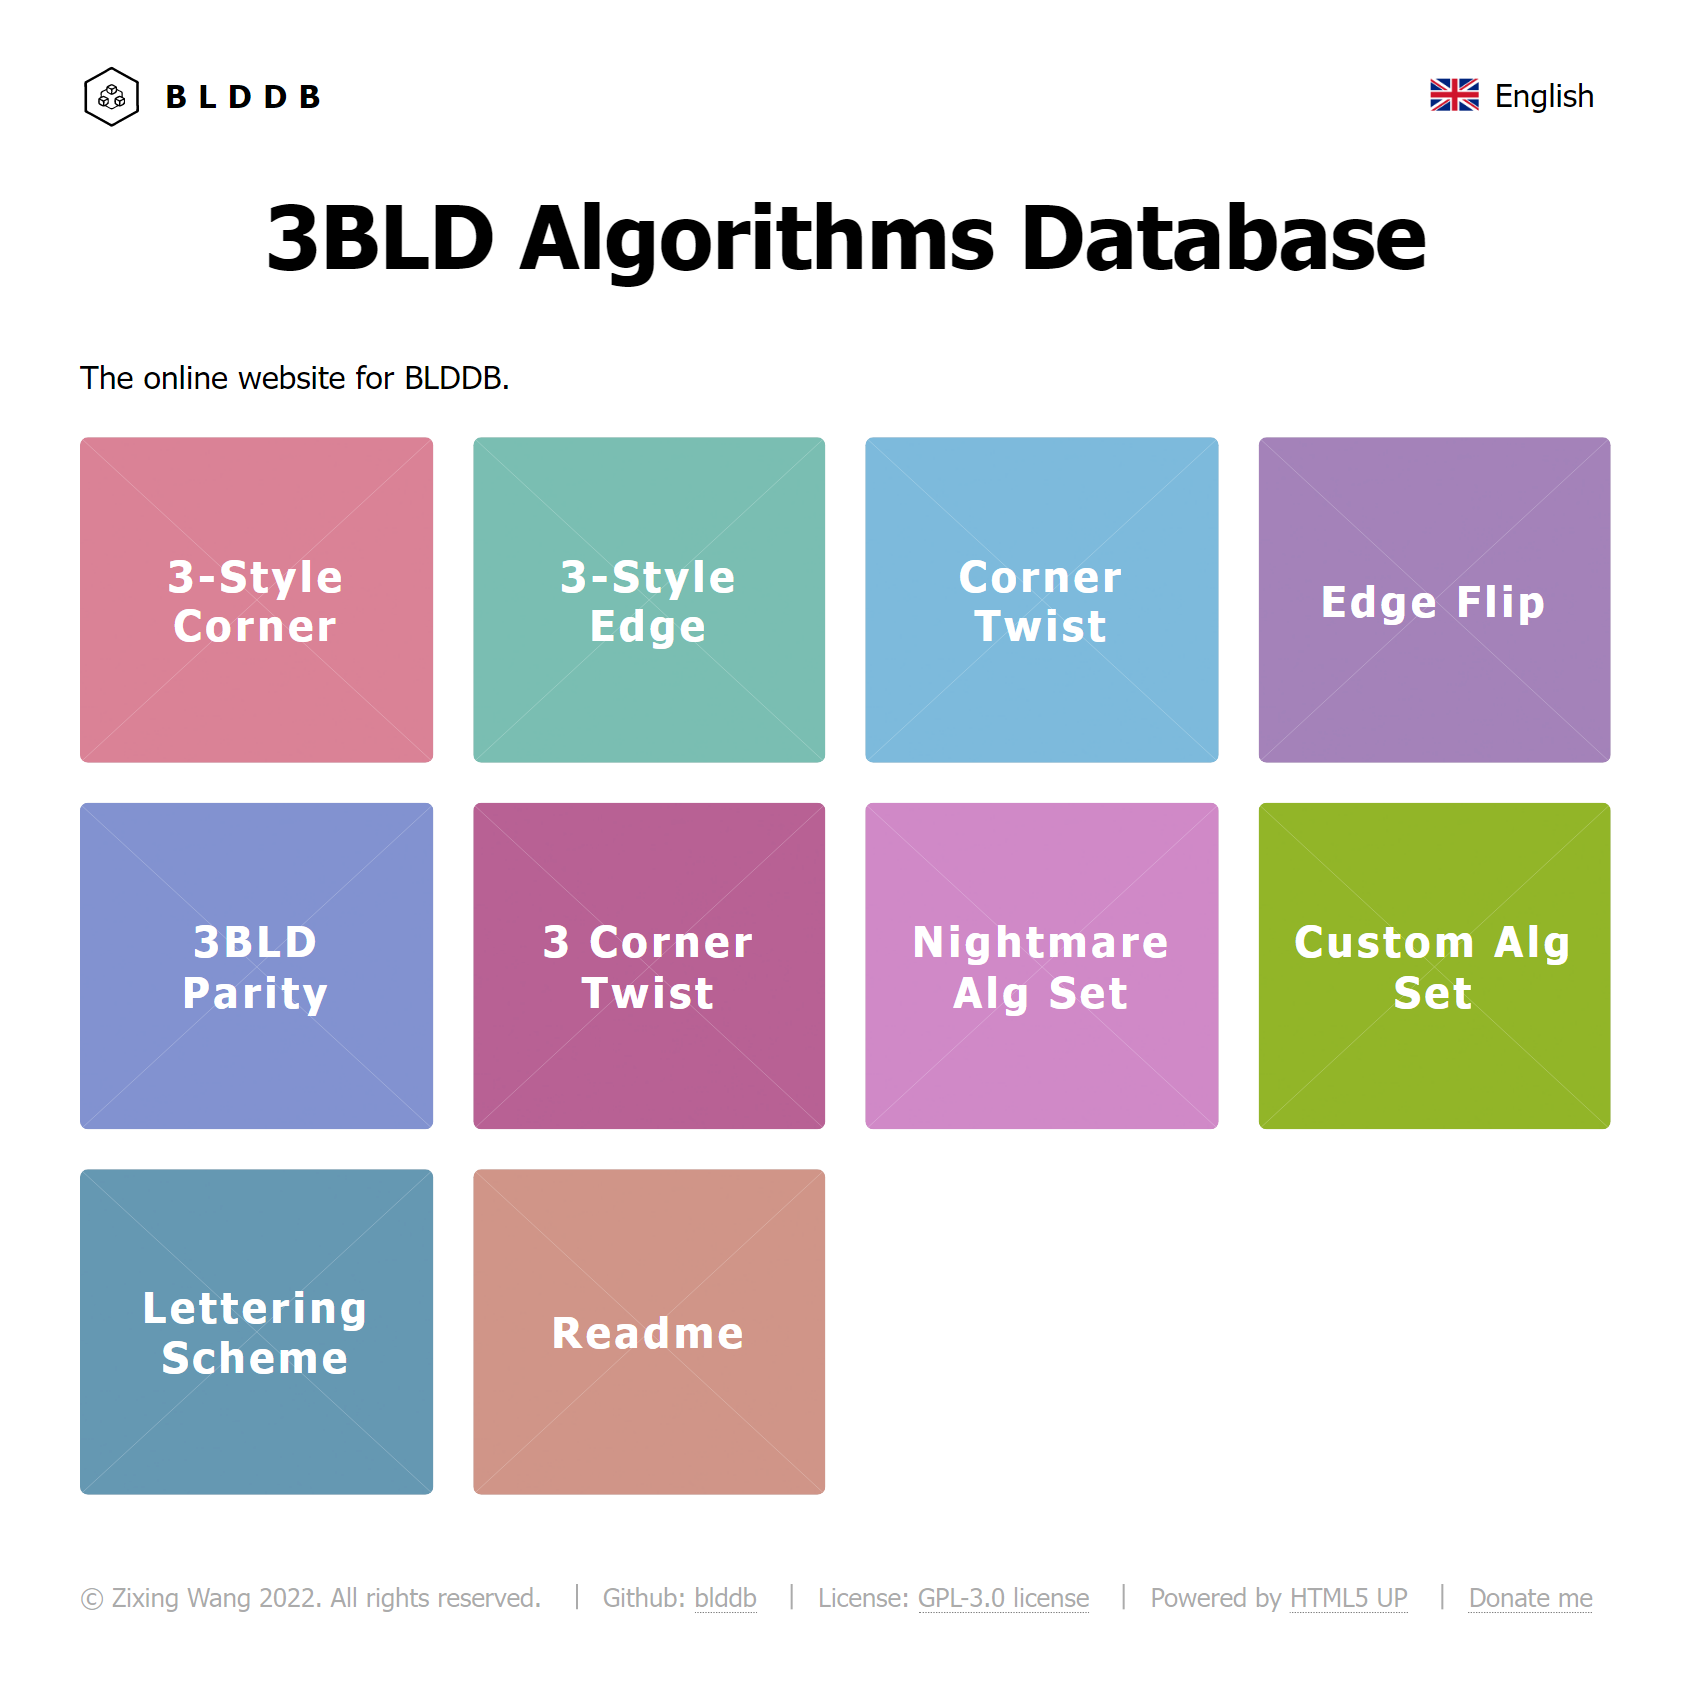 BLDDB
English
3BLD Algorithms Database
The online website for BLDDB.
3-Style
Corner
3-Style
Edge
Corner
Twist
Edge Flip
3BLD
Parity
3 Corner
Twist
Nightmare
Alg Set
Custom Alg
Set
Lettering
Scheme
Readme
© Zixing Wang 2022. All rights reserved. | Github: blddb | License: GPL-3.0 license | Powered by HTML5 UP | Donate me